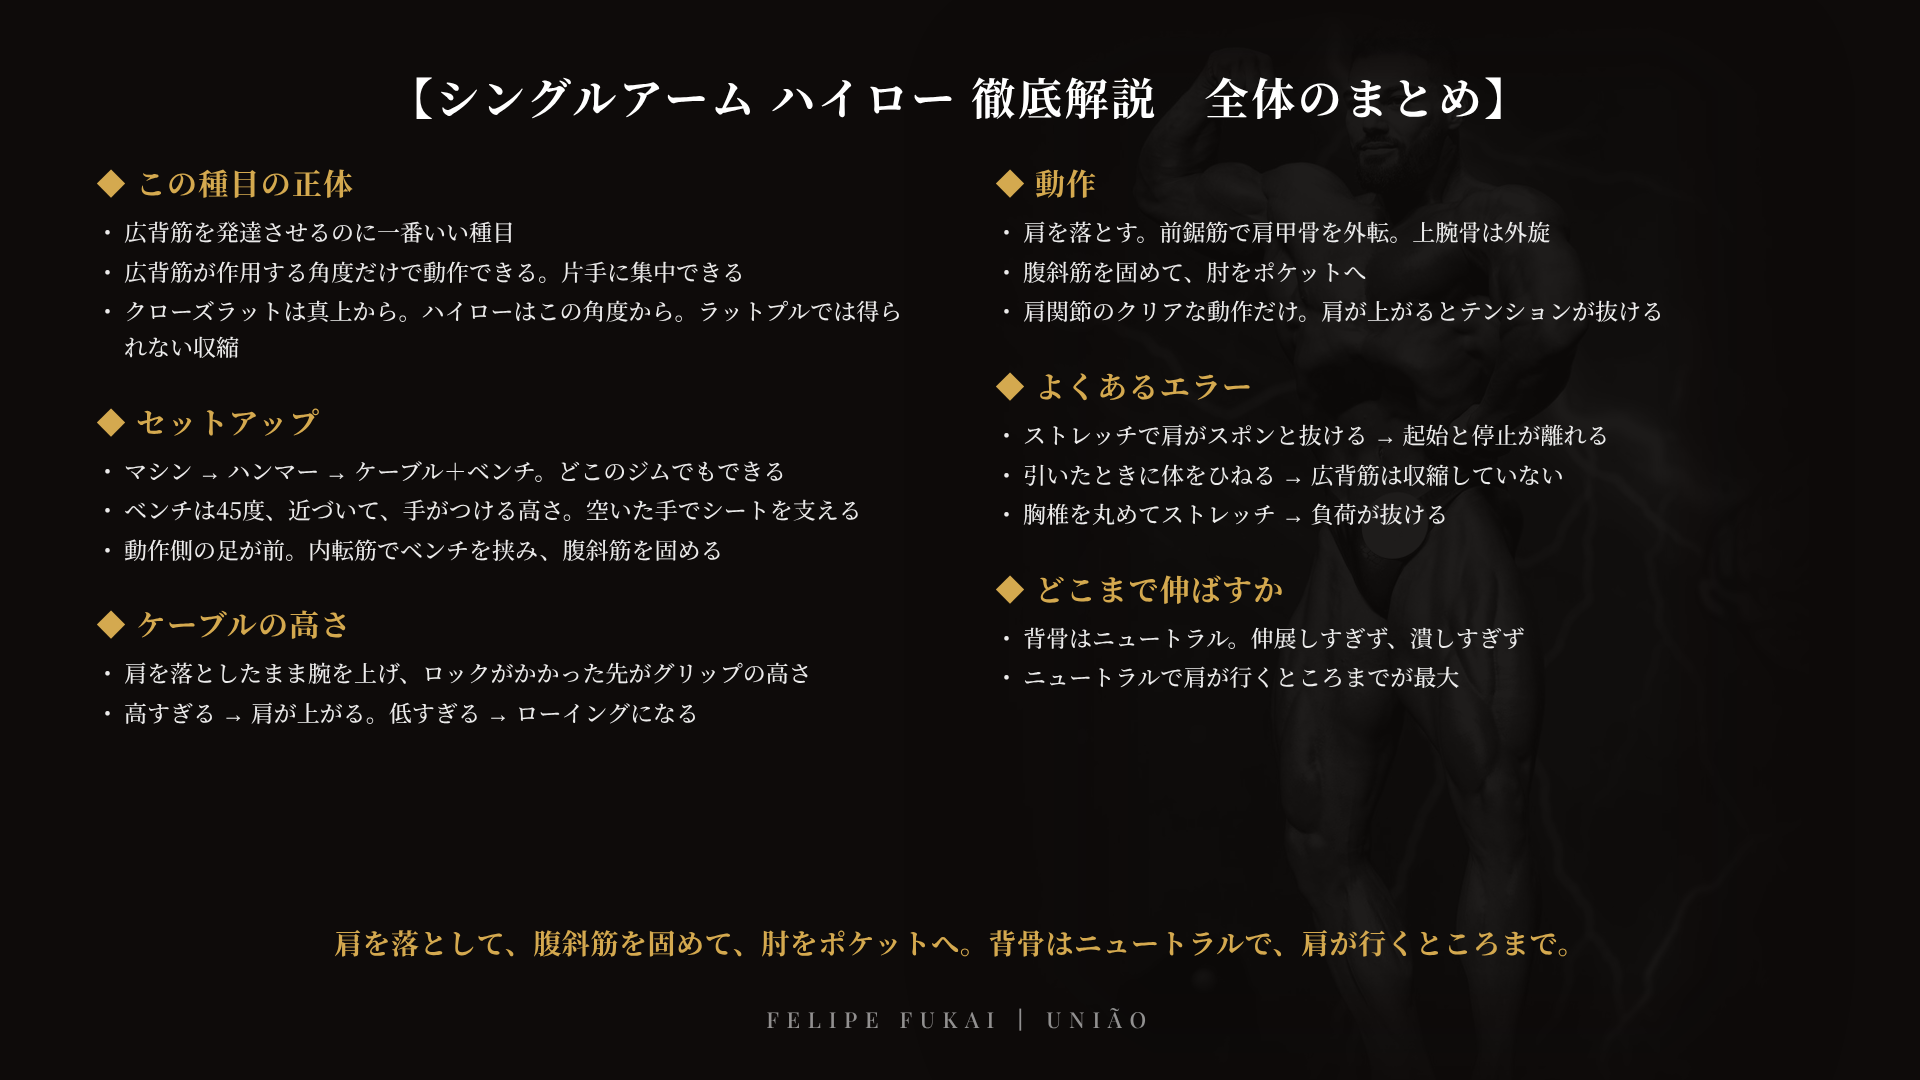 【シングルアーム ハイロー 徹底解説　全体のまとめ】
◆ この種目の正体
・ 広背筋を発達させるのに一番いい種目
・ 広背筋が作用する角度だけで動作できる。片手に集中できる
・ クローズラットは真上から。ハイローはこの角度から。ラットプルでは得ら
れない収縮
◆ セットアップ
・ マシン → ハンマー → ケーブル＋ベンチ。どこのジムでもできる
・ ベンチは45度、近づいて、手がつける高さ。空いた手でシートを支える
・ 動作側の足が前。内転筋でベンチを挟み、腹斜筋を固める
◆ ケーブルの高さ
・ 肩を落としたまま腕を上げ、ロックがかかった先がグリップの高さ
・ 高すぎる → 肩が上がる。低すぎる → ローイングになる
◆ 動作
・ 肩を落とす。前鋸筋で肩甲骨を外転。上腕骨は外旋
・ 腹斜筋を固めて、肘をポケットへ
・ 肩関節のクリアな動作だけ。肩が上がるとテンションが抜ける
◆ よくあるエラー
・ ストレッチで肩がスポンと抜ける → 起始と停止が離れる
・ 引いたときに体をひねる → 広背筋は収縮していない
・ 胸椎を丸めてストレッチ → 負荷が抜ける
◆ どこまで伸ばすか
・ 背骨はニュートラル。伸展しすぎず、潰しすぎず
・ ニュートラルで肩が行くところまでが最大
肩を落として、腹斜筋を固めて、肘をポケットへ。背骨はニュートラルで、肩が行くところまで。
FELIPE FUKAI | UNIÃO